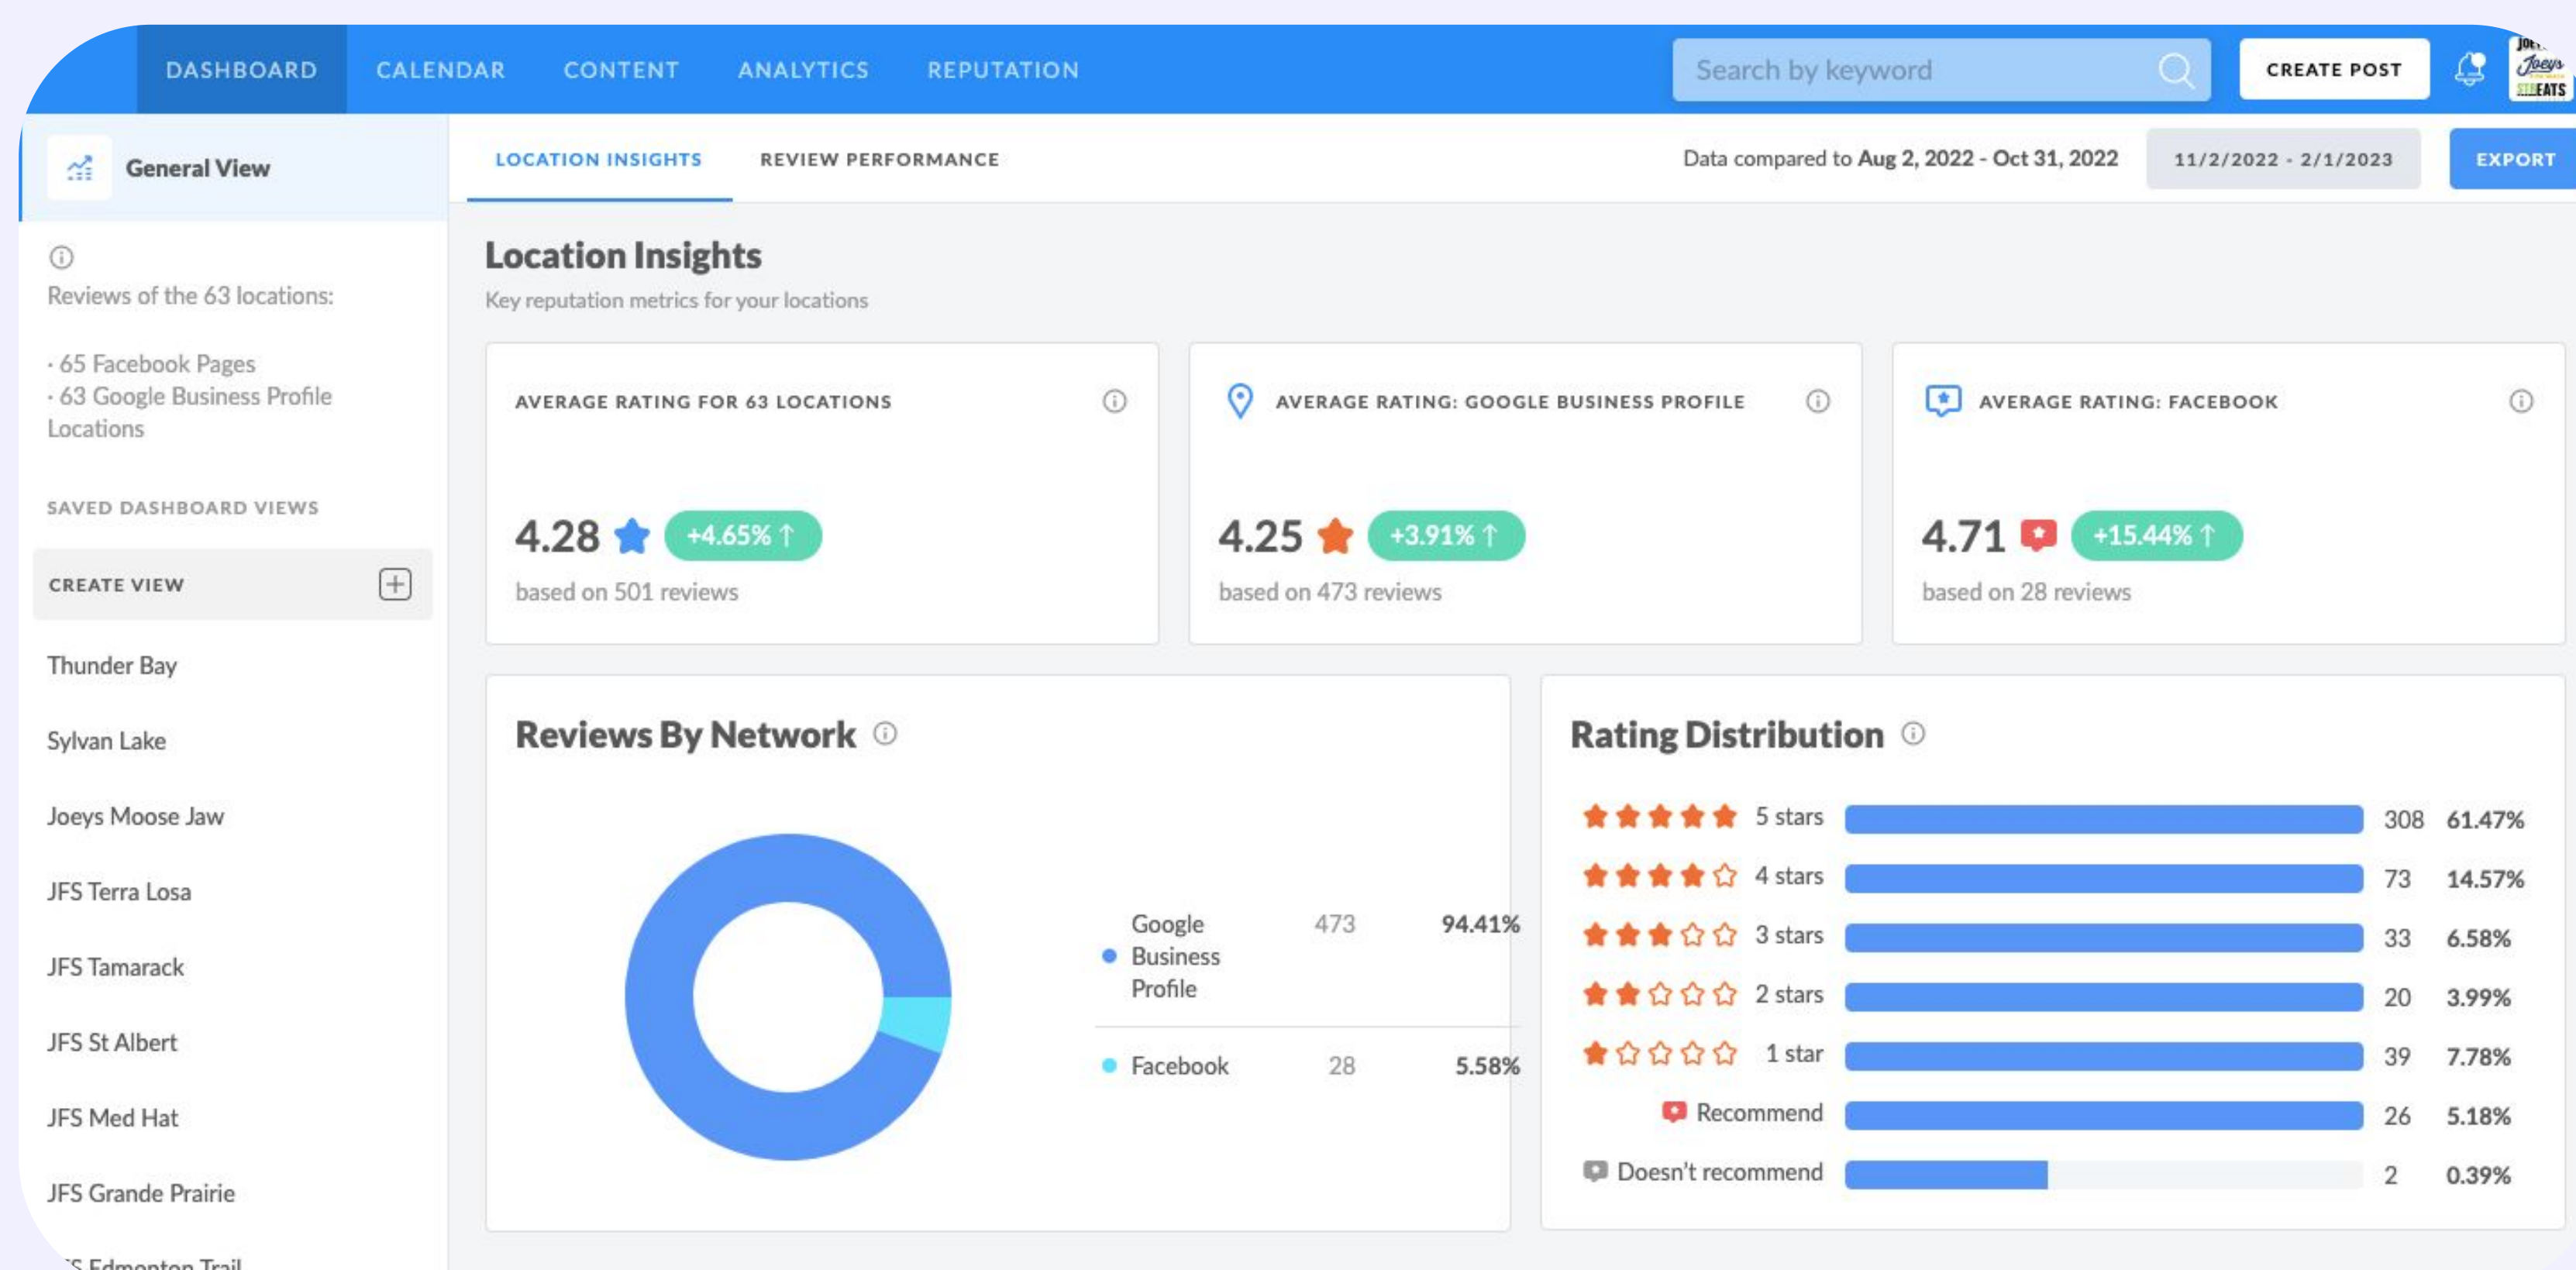 DASHBOARD CALENDAR CONTENT ANALYTICS REPUTATION Search by keyword CREATE POST
Joeys
EATS
General View
LOCATION INSIGHTS REVIEW PERFORMANCE Data compared to Aug 2, 2022 - Oct 31, 2022 11/2/2022 - 2/1/2023 EXPORT
Reviews of the 63 locations:
· 65 Facebook Pages
· 63 Google Business Profile
Locations
SAVED DASHBOARD VIEWS
CREATE VIEW
Thunder Bay
Sylvan Lake
Joeys Moose Jaw
JFS Terra Losa
JFS Tamarack
JFS St Albert
JFS Med Hat
JFS Grande Prairie
Edmonton Trail
Location Insights
Key reputation metrics for your locations
AVERAGE RATING FOR 63 LOCATIONS
4.28 +4.65% ↑
based on 501 reviews
AVERAGE RATING: GOOGLE BUSINESS PROFILE
4.25 +3.91% ↑
based on 473 reviews
AVERAGE RATING: FACEBOOK
4.71 +15.44% ↑
based on 28 reviews
Reviews By Network
Google 473 94.41%
Business
Profile
Facebook 28 5.58%
Rating Distribution
5 stars 308 61.47%
4 stars 73 14.57%
3 stars 33 6.58%
2 stars 20 3.99%
1 star 39 7.78%
Recommend 26 5.18%
Doesn't recommend 2 0.39%